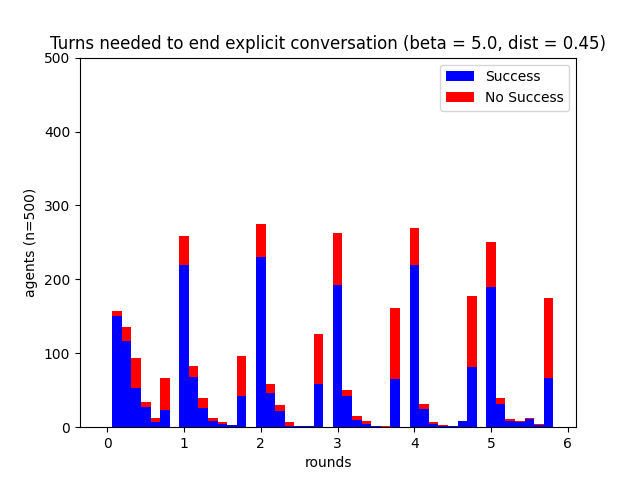 Turns needed to end explicit conversation (beta = 5.0, dist = 0.45)
500
400
300
200
100
0
agents (n=500)
Success
No Success
0 1 2 3 4 5 6
rounds